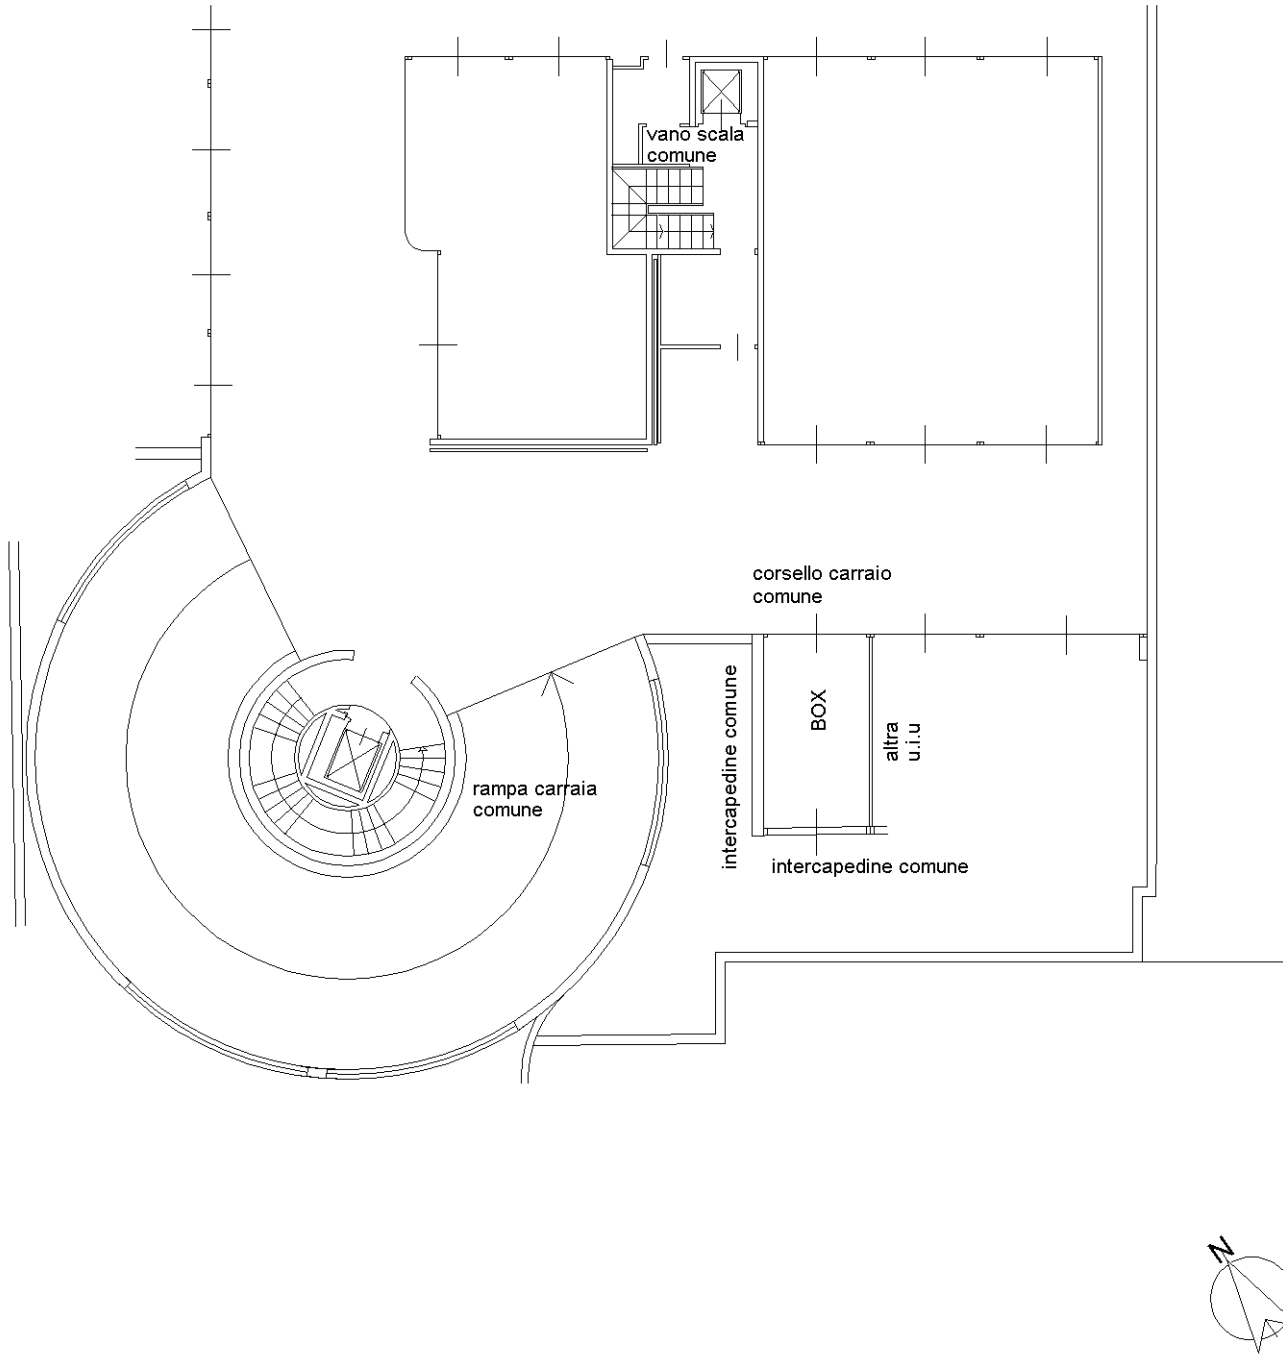 vano scala
comune
corsello carraio
comune
intercapedine comune
BOX
altra
u.i.u
rampa carraia
comune
intercapedine comune
N